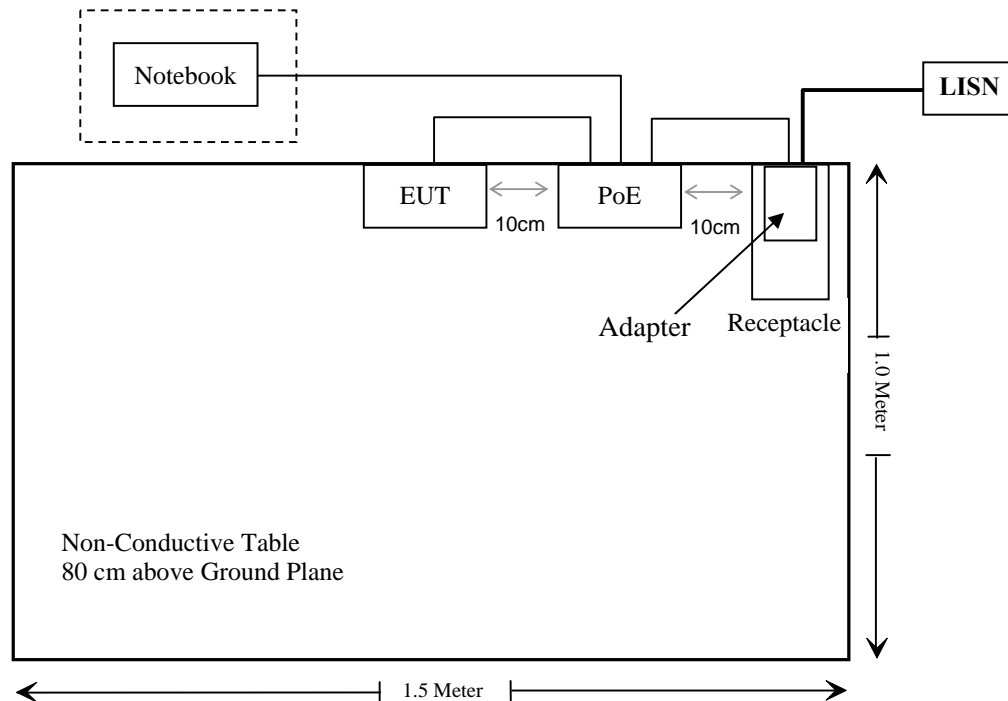 Notebook
LISN
EUT
10cm
PoE
10cm
Adapter
Receptacle
1.0 Meter
Non-Conductive Table
80 cm above Ground Plane
1.5 Meter